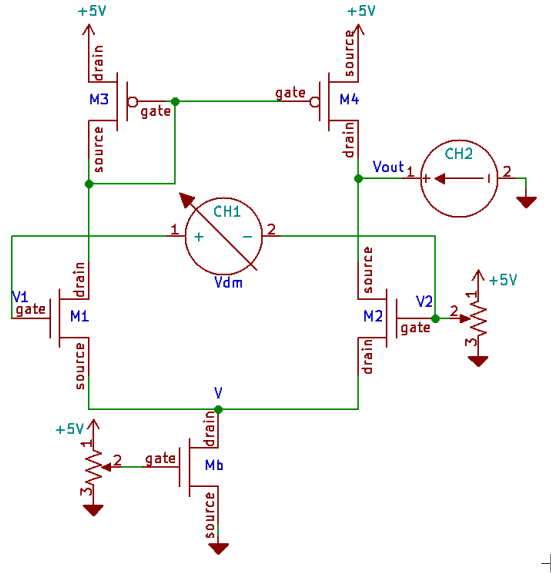 +5V
+5V
drain
source
M3
gate
gate
M4
source
drain
Vout
1
+
CH2
-
2
1
+
CH1
-
2
Vdm
V1
gate
drain
M1
source
source
M2
gate
drain
V2
2
+5V
1
3
V
+5V
1
2
3
gate
drain
Mb
source